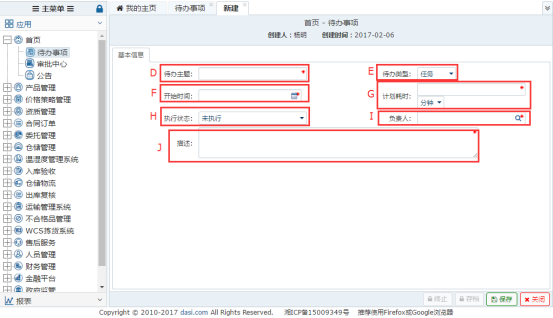 主菜单
我的主页 待办事项 新建
应用
首页
待办事项
审批中心
公告
产品管理
价格策略管理
资质管理
合同订单
委托管理
仓储管理
温湿度管理系统
入库验收
仓储物流
出库复核
运输管理系统
不合格品管理
WCS拣货系统
售后服务
人员管理
财务管理
金融平台
政府监管
报表
首页 - 待办事项
创建人：杨明 创建时间：2017-02-06
基本信息
D 待办主题： * E 待办类型： 任务
F 开始时间： * G 计划耗时： *
分钟
H 执行状态： 未执行 I 负责人： *
J 描述：
终止 存档 保存 关闭
Copyright © 2010-2017 dasi.com All Rights Reserved. 湘ICP备15009349号 推荐使用Firefox或Google浏览器